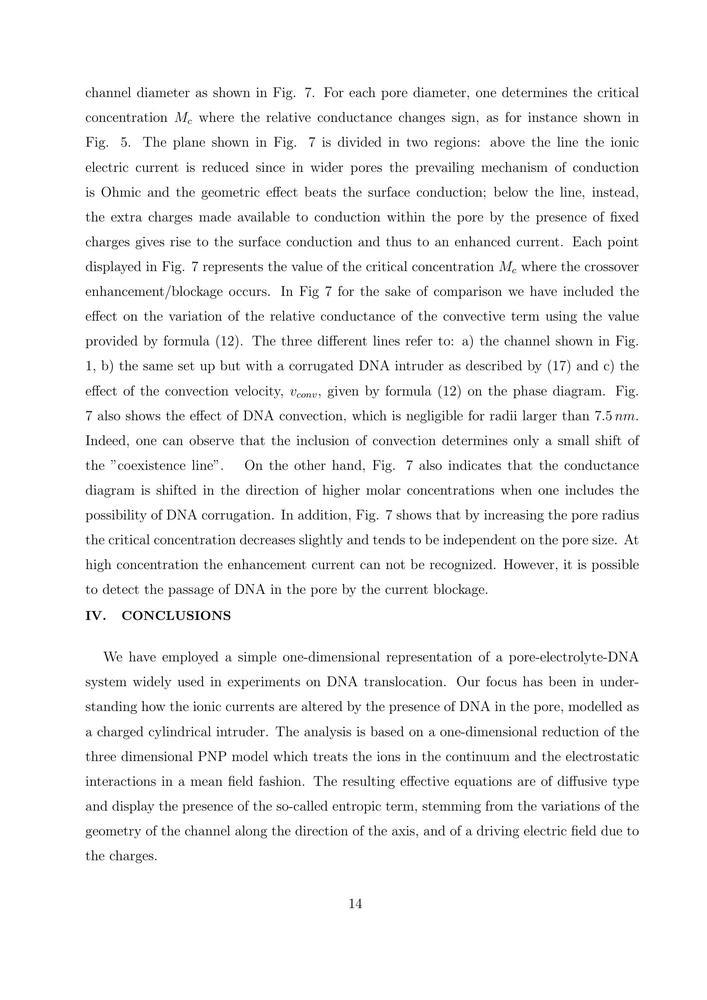 channel diameter as shown in Fig. 7. For each pore diameter, one determines the critical
concentration Mc where the relative conductance changes sign, as for instance shown in
Fig. 5. The plane shown in Fig. 7 is divided in two regions: above the line the ionic
electric current is reduced since in wider pores the prevailing mechanism of conduction
is Ohmic and the geometric effect beats the surface conduction; below the line, instead,
the extra charges made available to conduction within the pore by the presence of fixed
charges gives rise to the surface conduction and thus to an enhanced current. Each point
displayed in Fig. 7 represents the value of the critical concentration Mc where the crossover
enhancement/blockage occurs. In Fig 7 for the sake of comparison we have included the
effect on the variation of the relative conductance of the convective term using the value
provided by formula (12). The three different lines refer to: a) the channel shown in Fig.
1, b) the same set up but with a corrugated DNA intruder as described by (17) and c) the
effect of the convection velocity, vconv, given by formula (12) on the phase diagram. Fig.
7 also shows the effect of DNA convection, which is negligible for radii larger than 7.5 nm.
Indeed, one can observe that the inclusion of convection determines only a small shift of
the ”coexistence line”. On the other hand, Fig. 7 also indicates that the conductance
diagram is shifted in the direction of higher molar concentrations when one includes the
possibility of DNA corrugation. In addition, Fig. 7 shows that by increasing the pore radius
the critical concentration decreases slightly and tends to be independent on the pore size. At
high concentration the enhancement current can not be recognized. However, it is possible
to detect the passage of DNA in the pore by the current blockage.
IV. CONCLUSIONS
We have employed a simple one-dimensional representation of a pore-electrolyte-DNA
system widely used in experiments on DNA translocation. Our focus has been in under-
standing how the ionic currents are altered by the presence of DNA in the pore, modelled as
a charged cylindrical intruder. The analysis is based on a one-dimensional reduction of the
three dimensional PNP model which treats the ions in the continuum and the electrostatic
interactions in a mean field fashion. The resulting effective equations are of diffusive type
and display the presence of the so-called entropic term, stemming from the variations of the
geometry of the channel along the direction of the axis, and of a driving electric field due to
the charges.
14